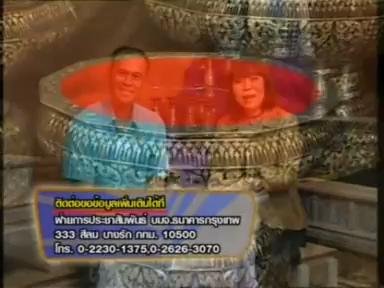 ติดต่อขอข้อมูลเพิ่มเติมได้ที่
ฝ่ายการประชาสัมพันธ์ บมจ.ธนาคารกรุงเทพ
333 สีลม บางรัก กทม. 10500
โทร. 0-2230-1375,0-2626-3070